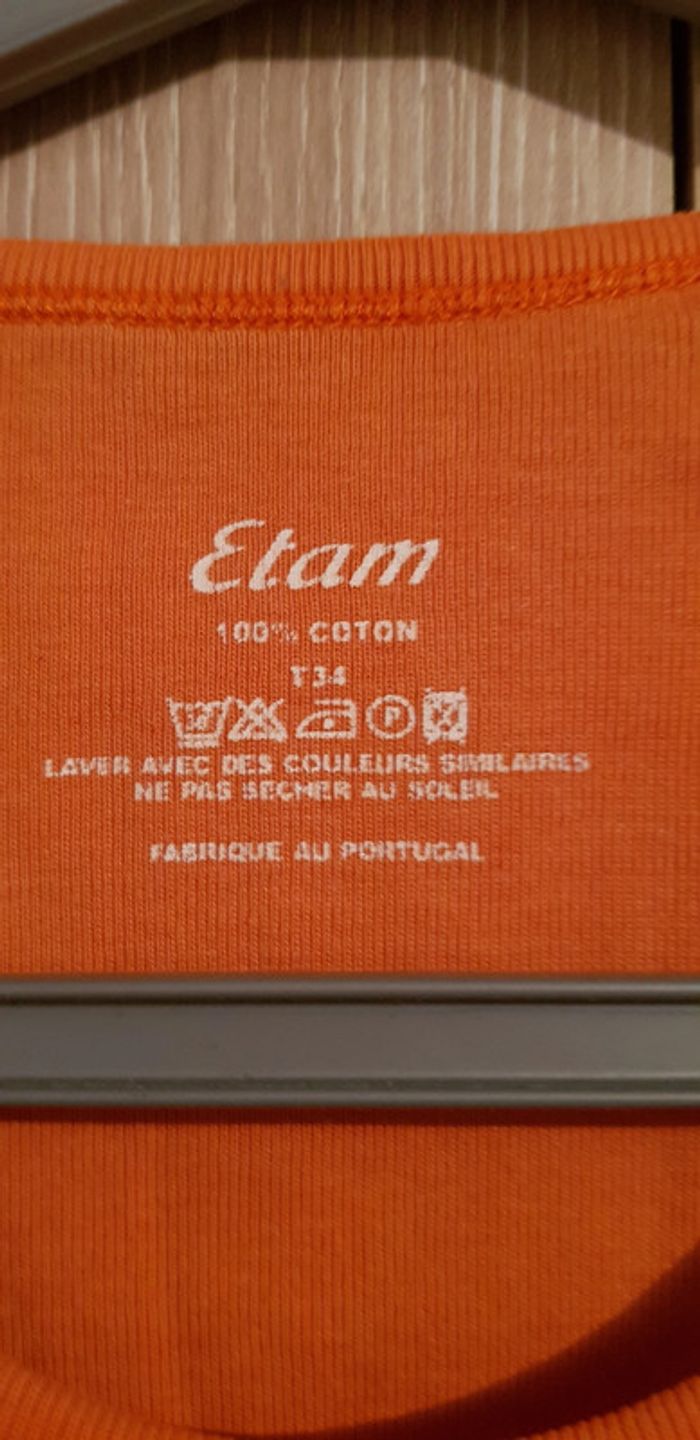 Etam
100% COTON
T34
P
LAVER AVEC DES COULEURS SIMILAIRES
NE PAS SECHER AU SOLEIL
FABRIQUE AU PORTUGAL